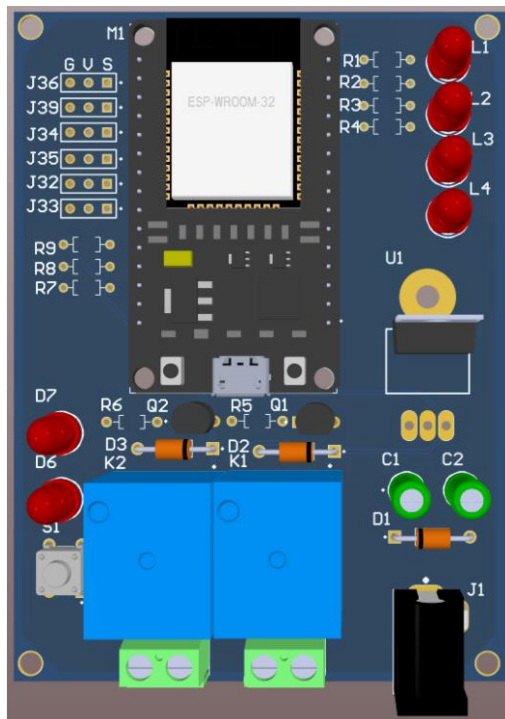 M1
G V S
J36
J39
J34
J35
J32
J33
ESP-WROOM-32
R1
R2
R3
R4
L1
L2
L3
L4
R9
R8
R7
U1
D7
R6
Q2
R5
Q1
D3
D2
K2
K1
D6
S1
C1
C2
D1
J1